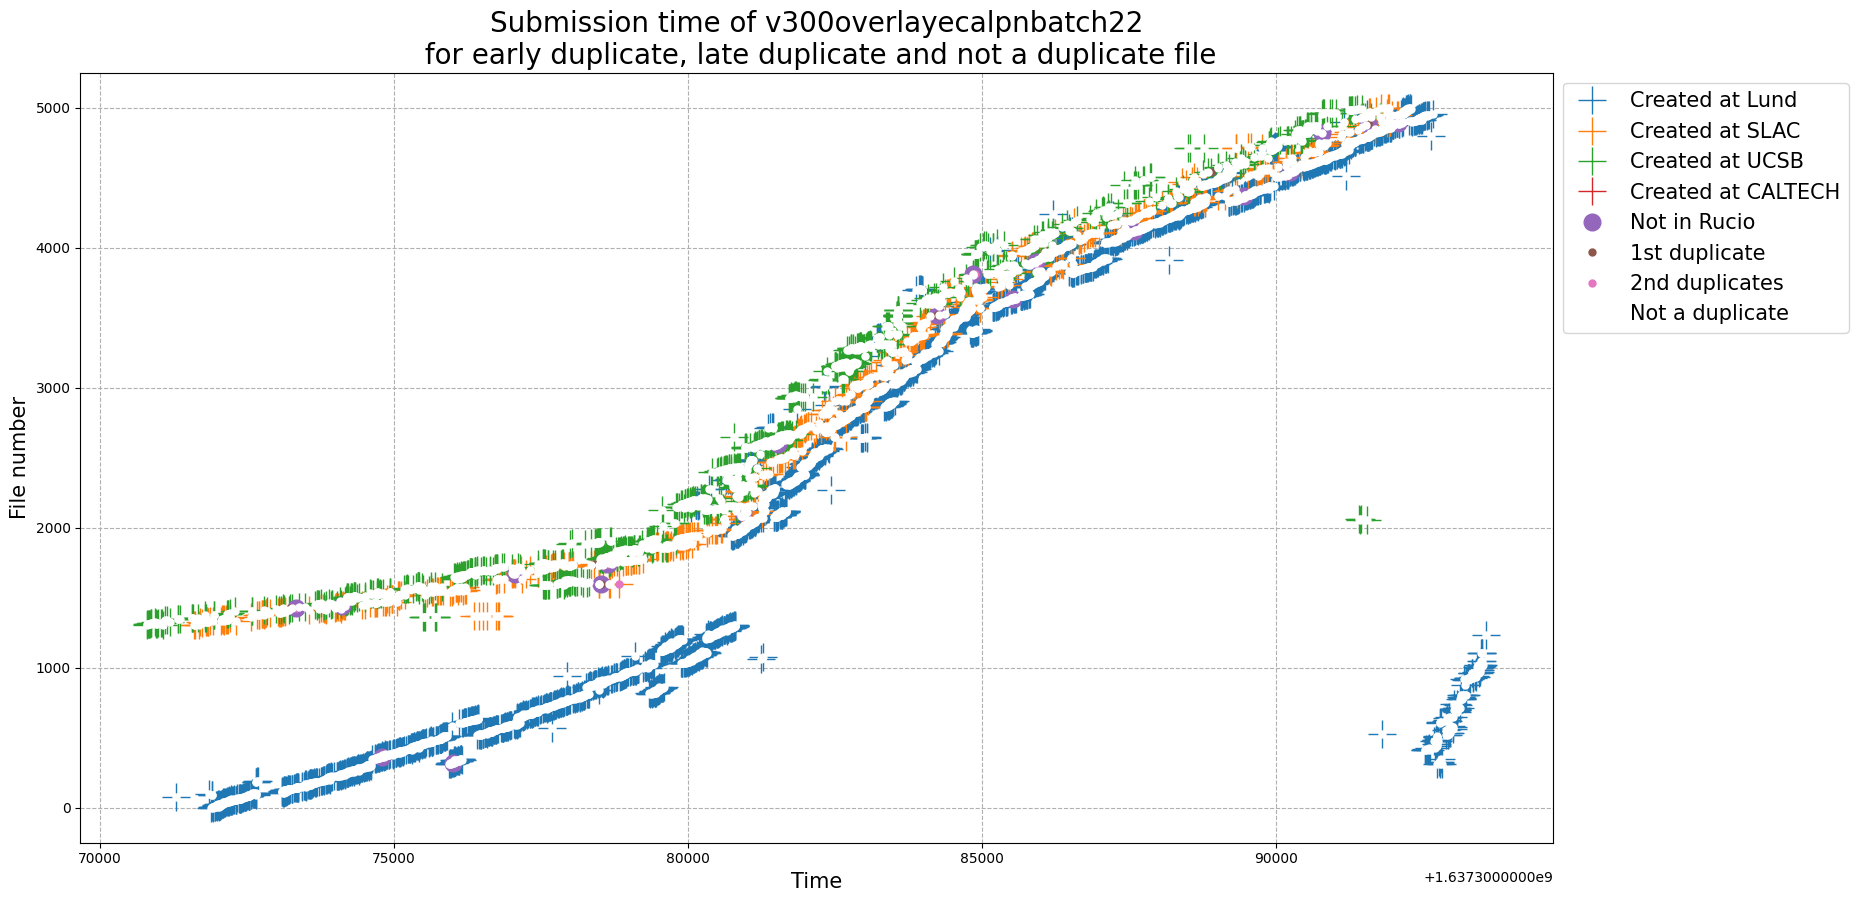 Submission time of v300overlayecalpnbatch22
for early duplicate, late duplicate and not a duplicate file
5000
4000
3000
2000
1000
0
File number
70000
75000
80000
85000
90000
+1.6373000000e9
Time
Created at Lund
Created at SLAC
Created at UCSB
Created at CALTECH
Not in Rucio
1st duplicate
2nd duplicates
Not a duplicate